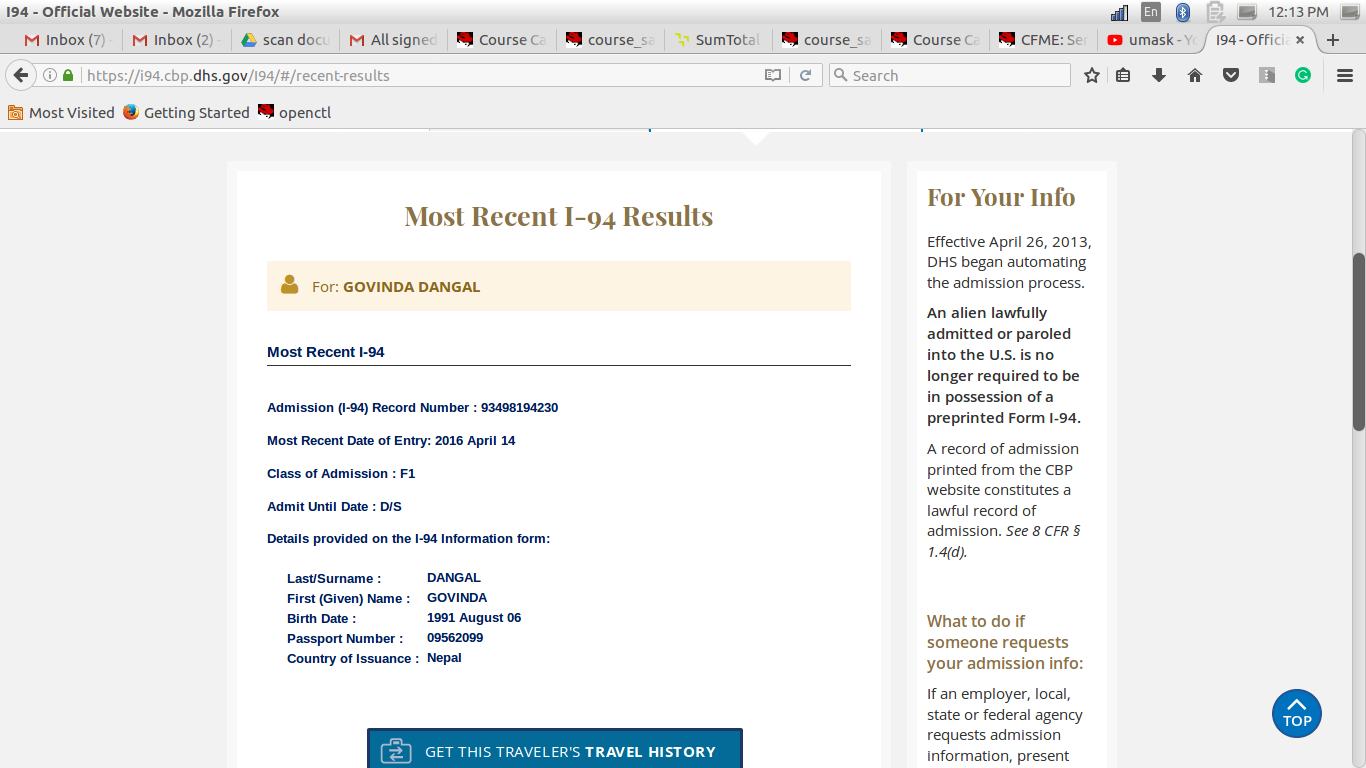 I94 - Official Website - Mozilla Firefox
En
12:13 PM
Inbox (7) -
Inbox (2) -
scan docu
All signed
Course Ca
course_sa
SumTotal
course_sa
Course Ca
CFME: Ser
umask - Yo
I94 - Officia
https://i94.cbp.dhs.gov/I94/#/recent-results
Search
Most Visited
Getting Started
openctl
Most Recent I-94 Results
For: GOVINDA DANGAL
Most Recent I-94
Admission (I-94) Record Number : 93498194230
Most Recent Date of Entry: 2016 April 14
Class of Admission : F1
Admit Until Date : D/S
Details provided on the I-94 Information form:
Last/Surname : DANGAL
First (Given) Name : GOVINDA
Birth Date : 1991 August 06
Passport Number : 09562099
Country of Issuance : Nepal
GET THIS TRAVELER'S TRAVEL HISTORY
For Your Info
Effective April 26, 2013,
DHS began automating
the admission process.
An alien lawfully
admitted or paroled
into the U.S. is no
longer required to be
in possession of a
preprinted Form I-94.
A record of admission
printed from the CBP
website constitutes a
lawful record of
admission. See 8 CFR §
1.4(d).
What to do if
someone requests
your admission info:
If an employer, local,
state or federal agency
requests admission
information, present
TOP